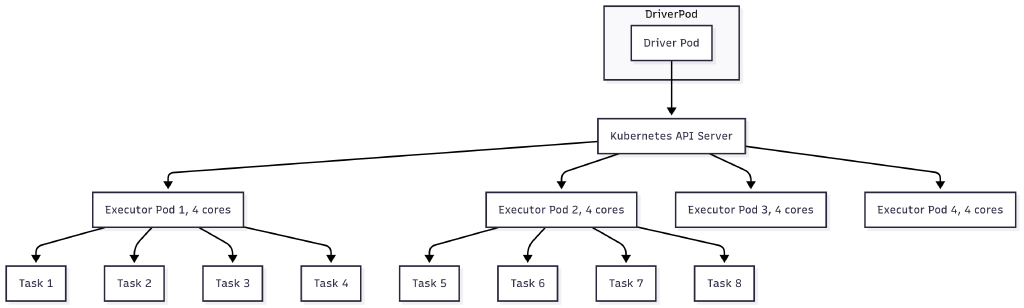 DriverPod
Driver Pod
Kubernetes API Server
Executor Pod 1, 4 cores
Executor Pod 2, 4 cores
Executor Pod 3, 4 cores
Executor Pod 4, 4 cores
Task 1
Task 2
Task 3
Task 4
Task 5
Task 6
Task 7
Task 8